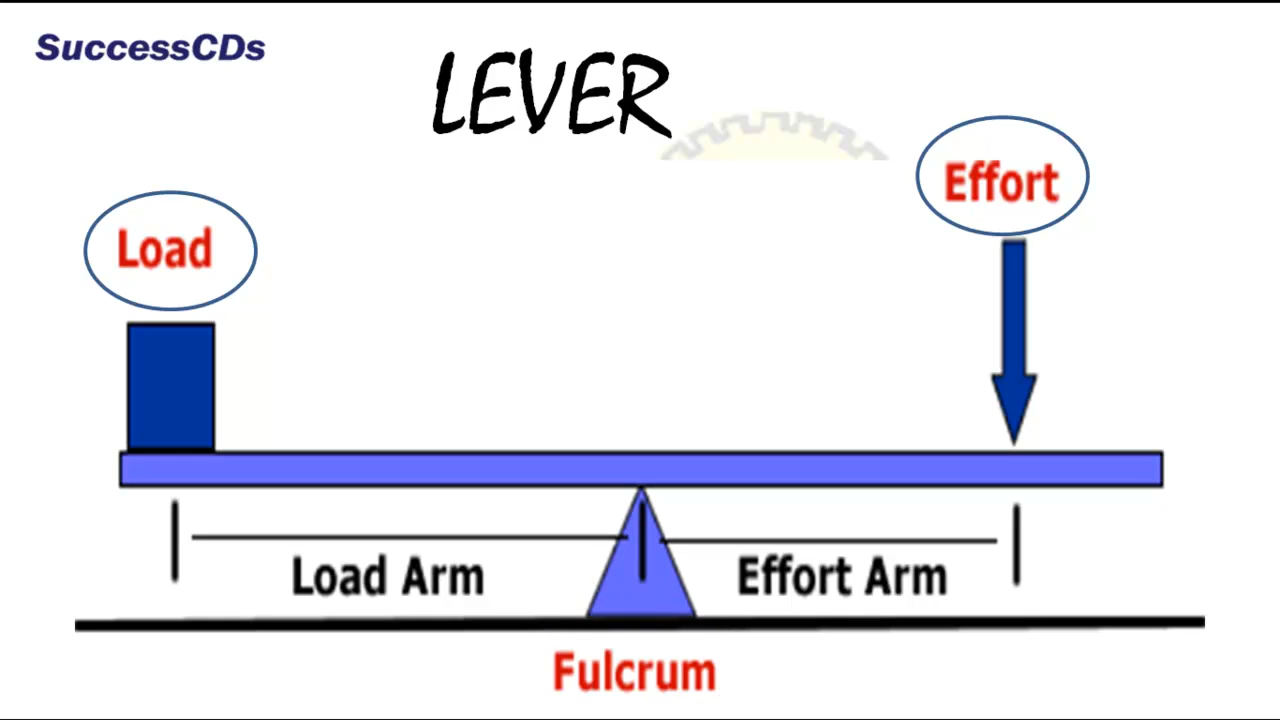 SuccessCDs
LEVER
Effort
Load
Load Arm
Effort Arm
Fulcrum